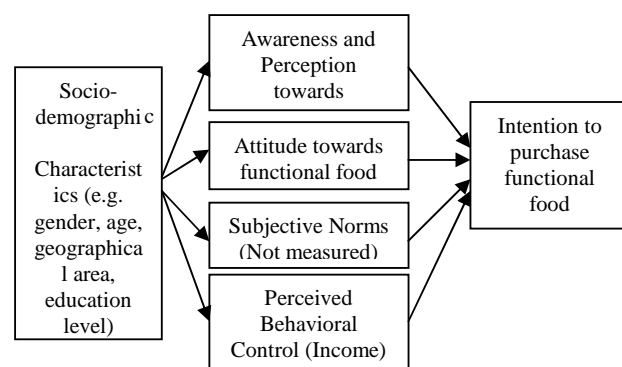 Socio-
demographic
Characterist
ics (e.g.
gender, age,
geographica
l area,
education
level)
Awareness and
Perception
towards
Attitude towards
functional food
Subjective Norms
(Not measured)
Perceived
Behavioral
Control (Income)
Intention to
purchase
functional
food